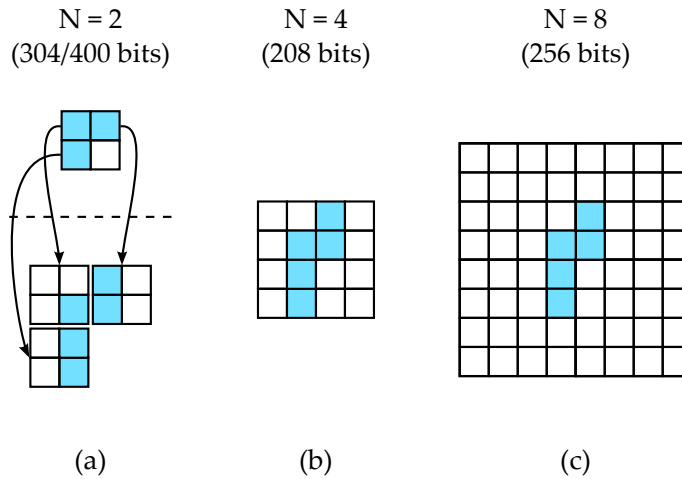 N = 2
(304/400 bits)
N = 4
(208 bits)
N = 8
(256 bits)
(a)
(b)
(c)